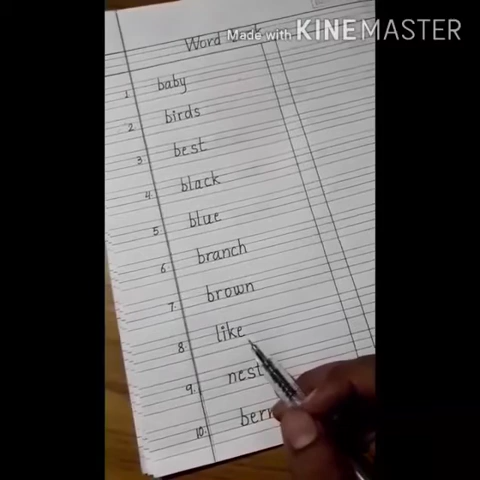 Made with KINEMASTER
Word
1 baby
2 birds
3 best
4 black
5. blue
6. branch
7. brown
8. like
9. nest
10.